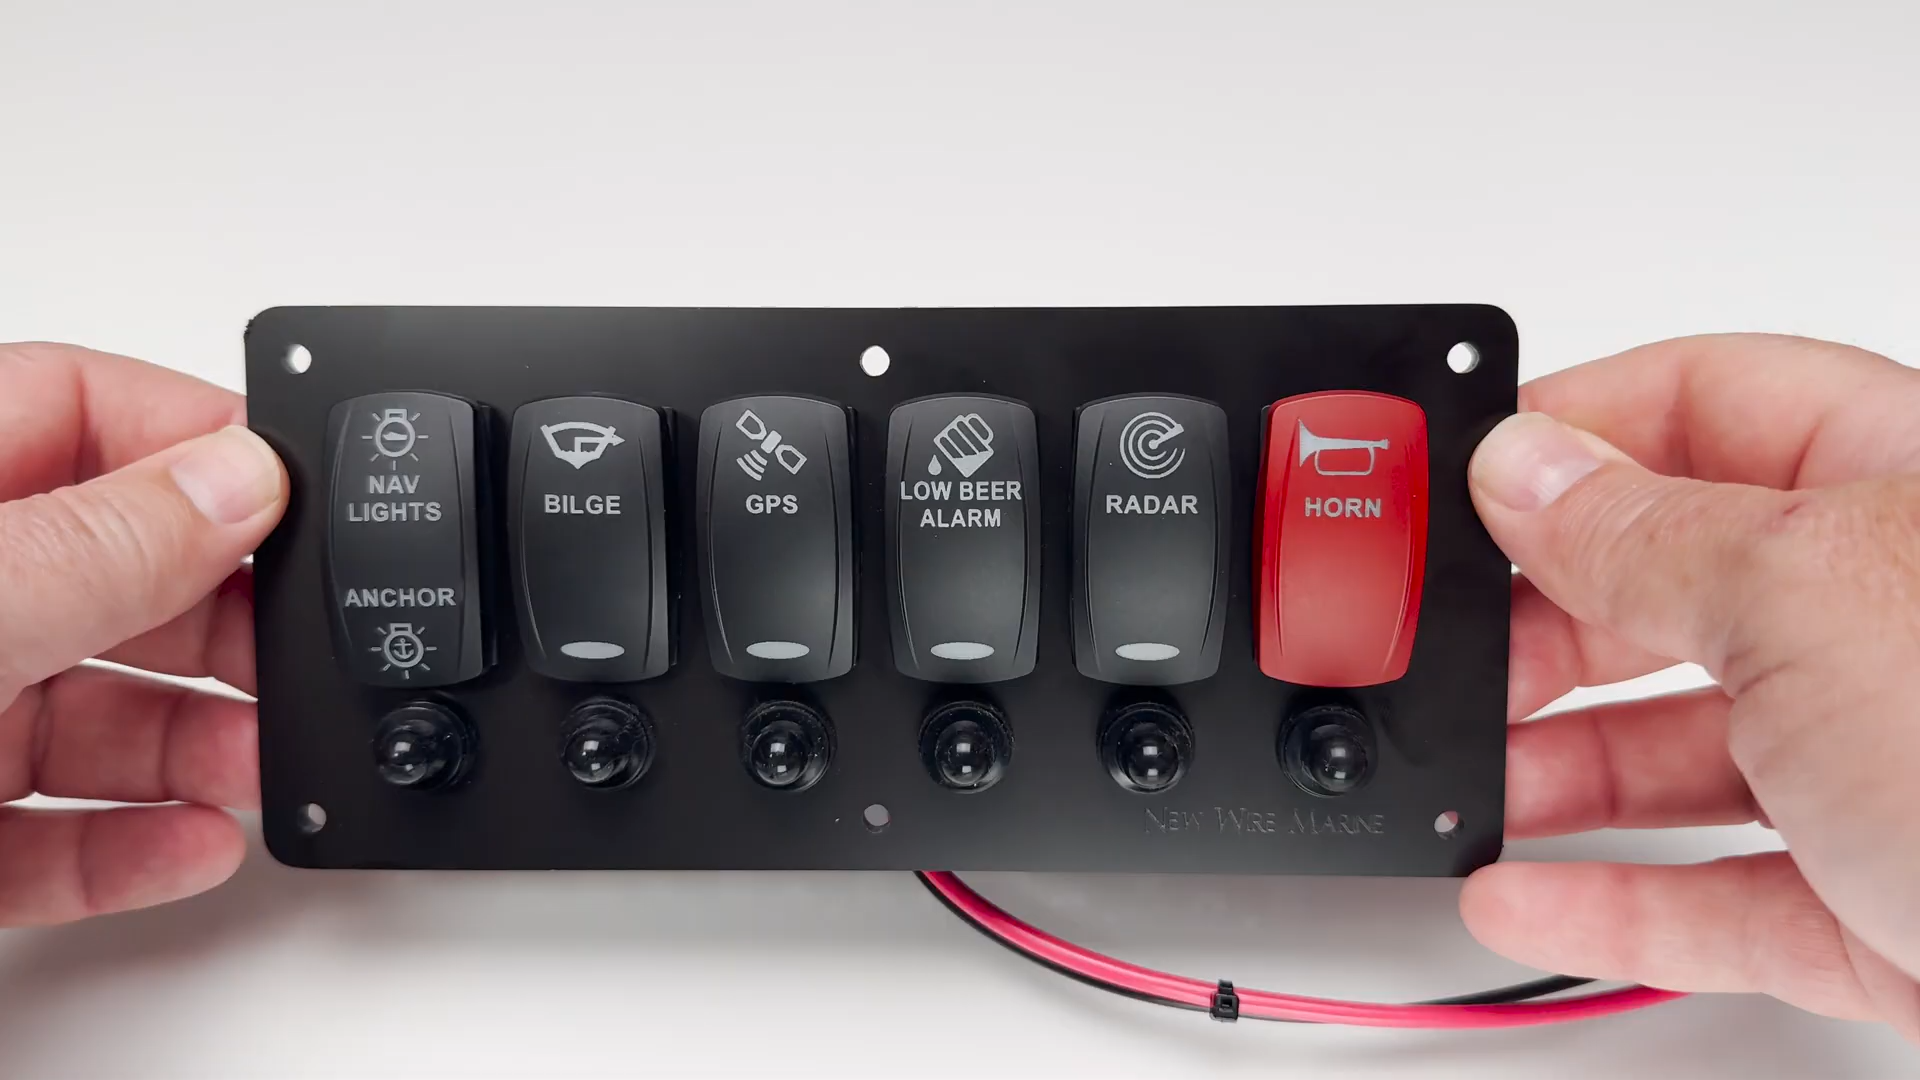 NAV
LIGHTS
ANCHOR
BILGE
GPS
LOW BEER
ALARM
RADAR
HORN
NEW WIRE MARINE